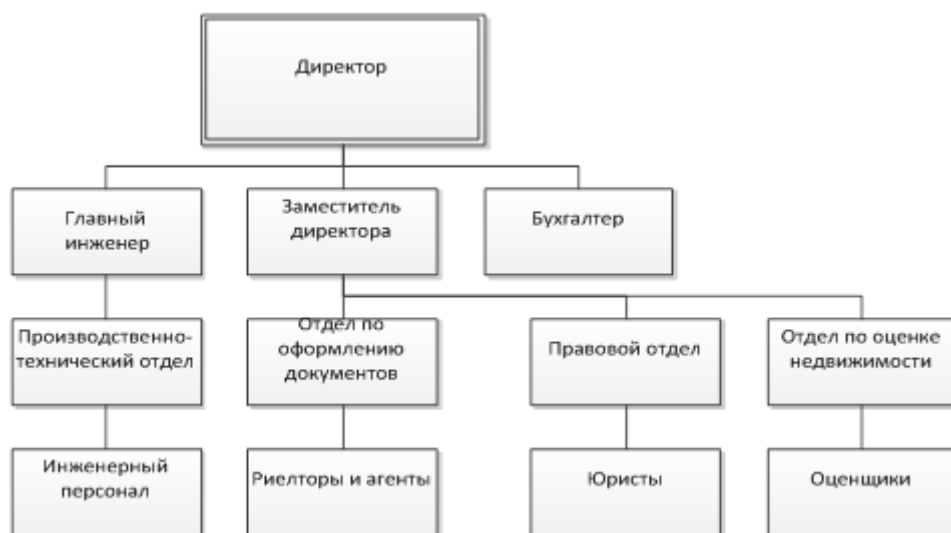 Директор
Главный
инженер
Заместитель
директора
Бухгалтер
Производственно-
технический отдел
Отдел по
оформлению
документов
Правовой отдел
Отдел по оценке
недвижимости
Инженерный
персонал
Риелторы и агенты
Юристы
Оценщики